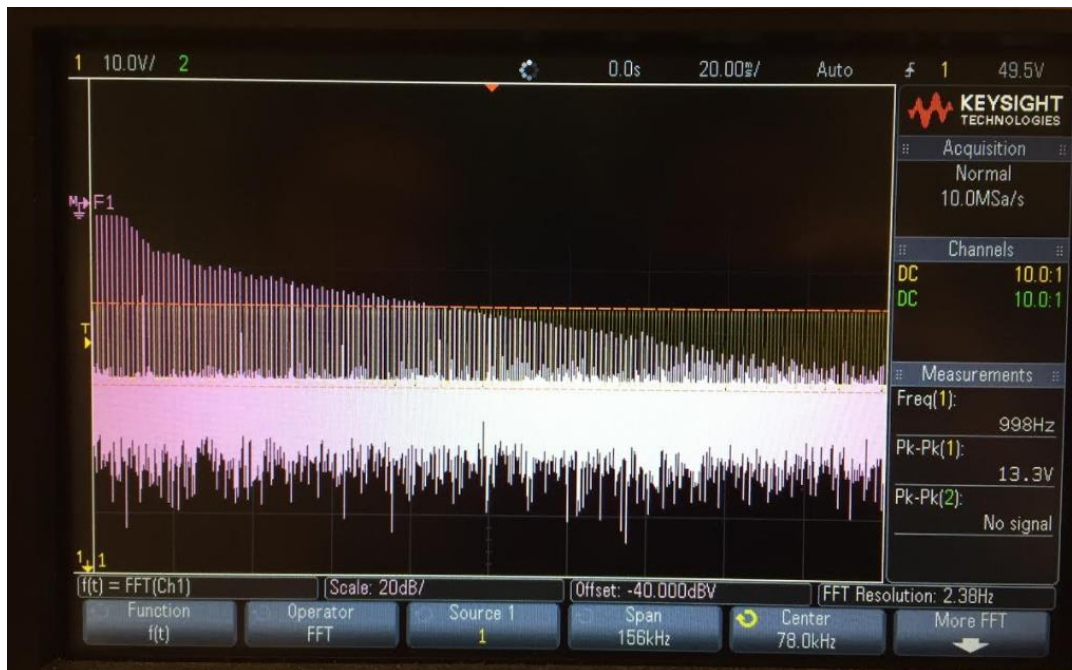 1 10.0V/ 2 0.0s 20.00ms/ Auto 1 49.5V
KEYSIGHT
TECHNOLOGIES
Acquisition
Normal
10.0MSa/s
Channels
DC 10.0:1
DC 10.0:1
Measurements
Freq(1):
998Hz
Pk-Pk(1):
13.3V
Pk-Pk(2):
No signal
M F1
T
1 1
f(t) = FFT(Ch1) Scale: 20dB/ Offset: -40.000dBV FFT Resolution: 2.38Hz
Function Operator Source 1 Span Center More FFT
f(t) FFT 1 156kHz 78.0kHz